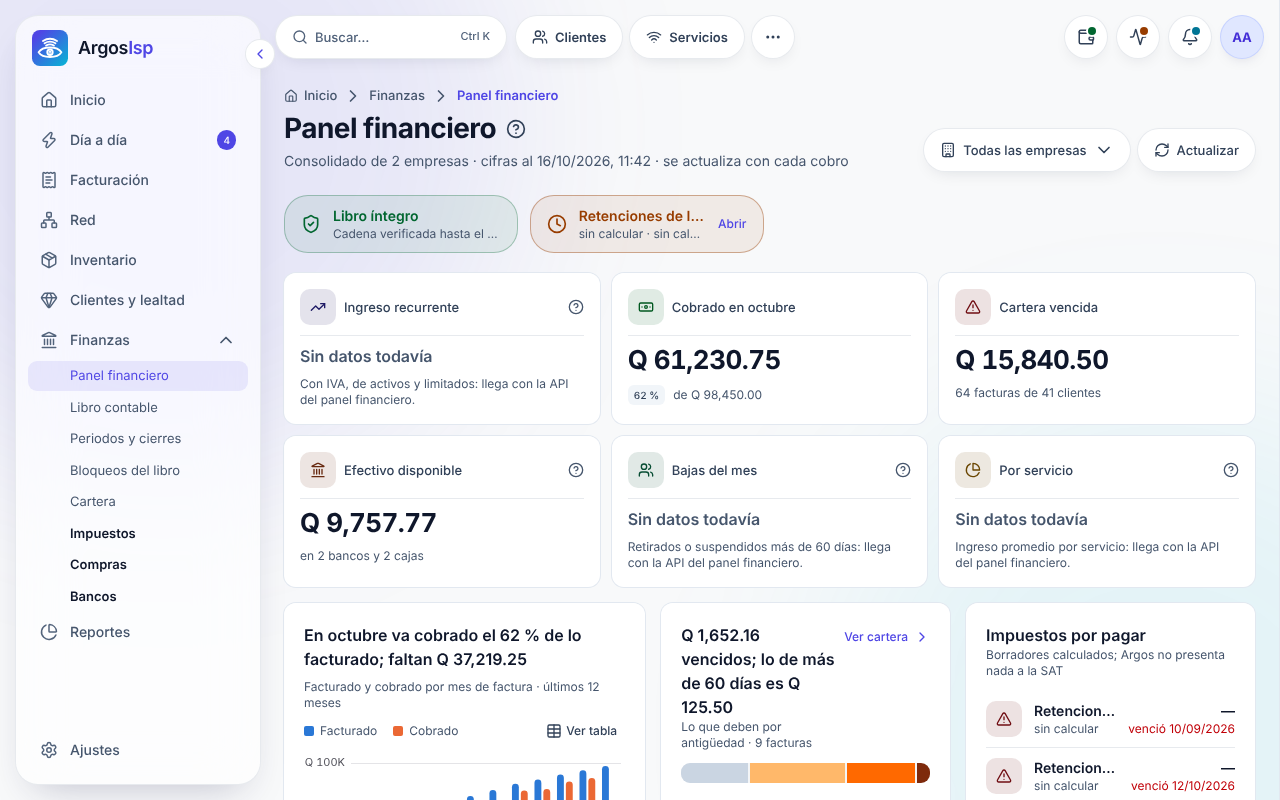 ArgosIsp
Buscar...
Ctrl K
Clientes
Servicios
AA
Inicio
Día a día
4
Facturación
Red
Inventario
Clientes y lealtad
Finanzas
Panel financiero
Libro contable
Periodos y cierres
Bloqueos del libro
Cartera
Impuestos
Compras
Bancos
Reportes
Ajustes
Inicio
Finanzas
Panel financiero
Panel financiero
Consolidado de 2 empresas · cifras al 16/10/2026, 11:42 · se actualiza con cada cobro
Todas las empresas
Actualizar
Libro íntegro
Cadena verificada hasta el ...
Retenciones de l...
sin calcular · sin cal...
Abrir
Ingreso recurrente
Sin datos todavía
Con IVA, de activos y limitados: llega con la API
del panel financiero.
Cobrado en octubre
Q 61,230.75
62 %
de Q 98,450.00
Cartera vencida
Q 15,840.50
64 facturas de 41 clientes
Efectivo disponible
Q 9,757.77
en 2 bancos y 2 cajas
Bajas del mes
Sin datos todavía
Retirados o suspendidos más de 60 días: llega
con la API del panel financiero.
Por servicio
Sin datos todavía
Ingreso promedio por servicio: llega con la API
del panel financiero.
En octubre va cobrado el 62 % de lo
facturado; faltan Q 37,219.25
Facturado y cobrado por mes de factura · últimos 12
meses
Facturado
Cobrado
Ver tabla
Q 100K
Q 1,652.16
vencidos; lo de más
de 60 días es Q
125.50
Ver cartera
Lo que deben por
antigüedad · 9 facturas
Impuestos por pagar
Borradores calculados; Argos no presenta
nada a la SAT
Retencion...
—
sin calcular
venció 10/09/2026
Retencion...
—
sin calcular
venció 12/10/2026